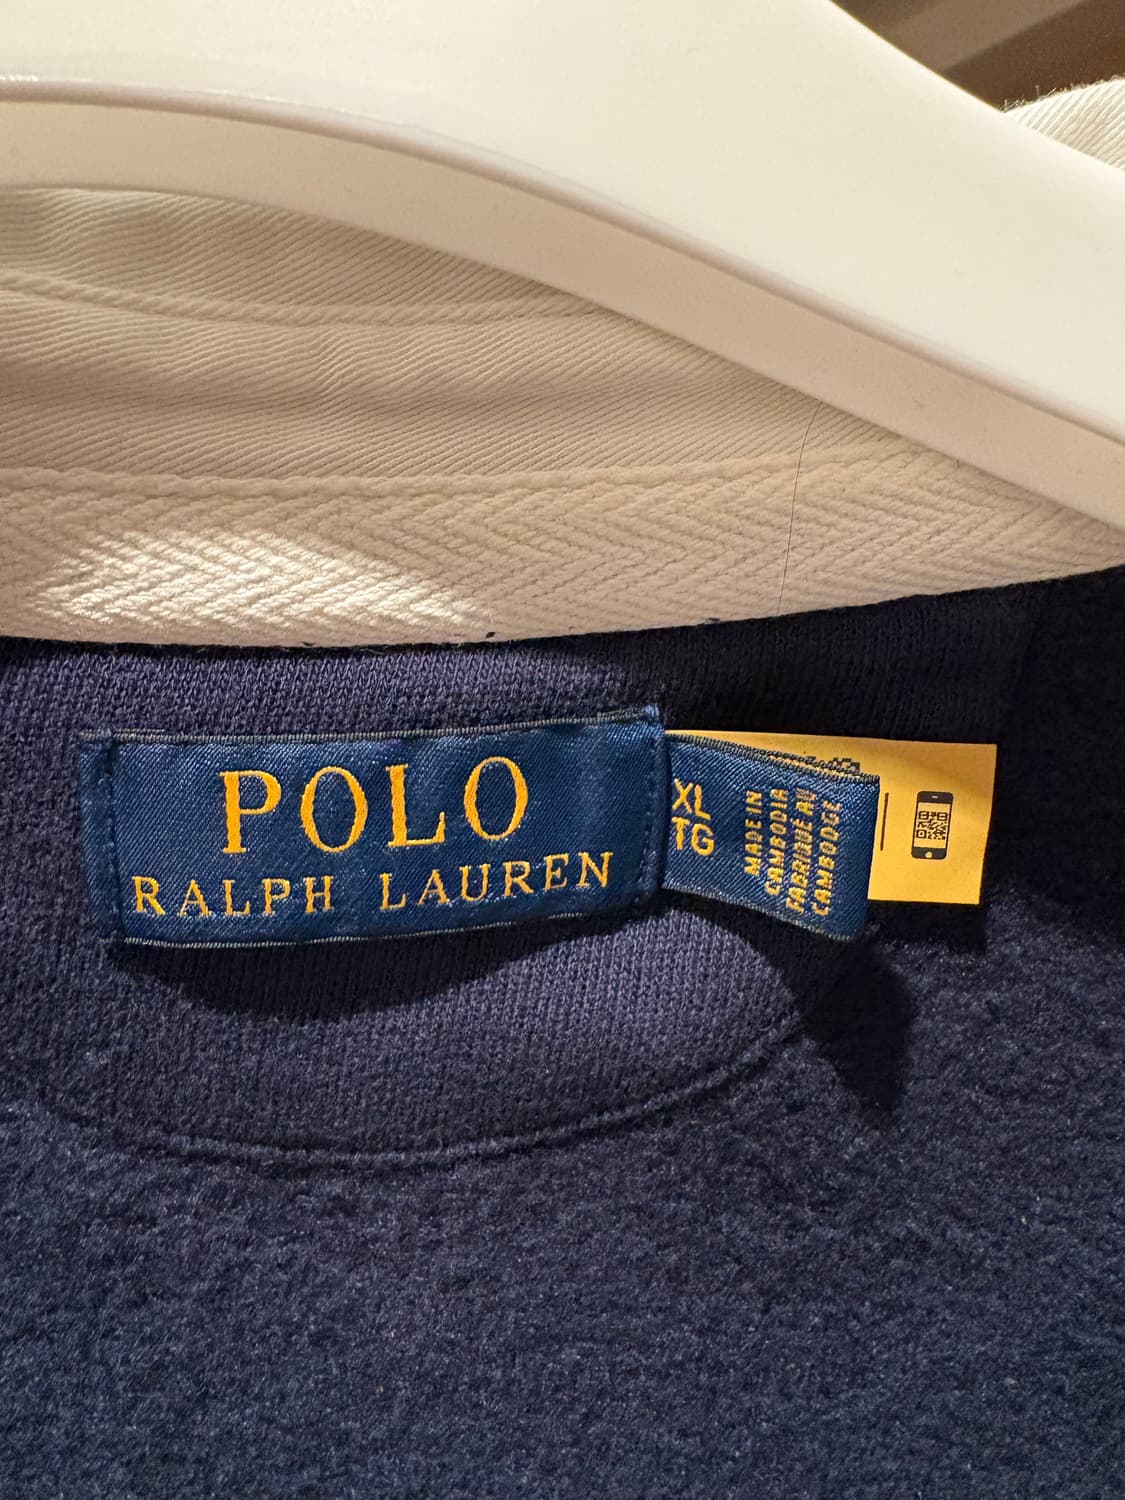 POLO
RALPH LAUREN
XL
TG
MADE IN
CAMBODIA
FABRIQUÉ AU
CAMBODGE